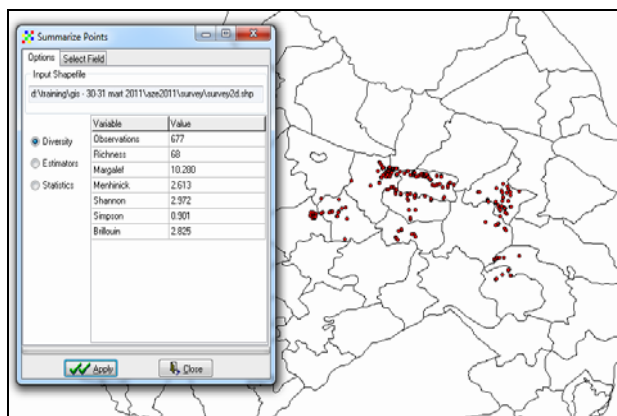 Summarize Points
Options Select Field
Input Shapefile
d:\training\gis - 30-31 mart 2011\aze2011\survey\survey2d.shp
Diversity
Estimators
Statistics
Variable Value
Observations 677
Richness 68
Margalef 10.280
Menhinick 2.613
Shannon 2.972
Simpson 0.901
Brillouin 2.825
Apply Close